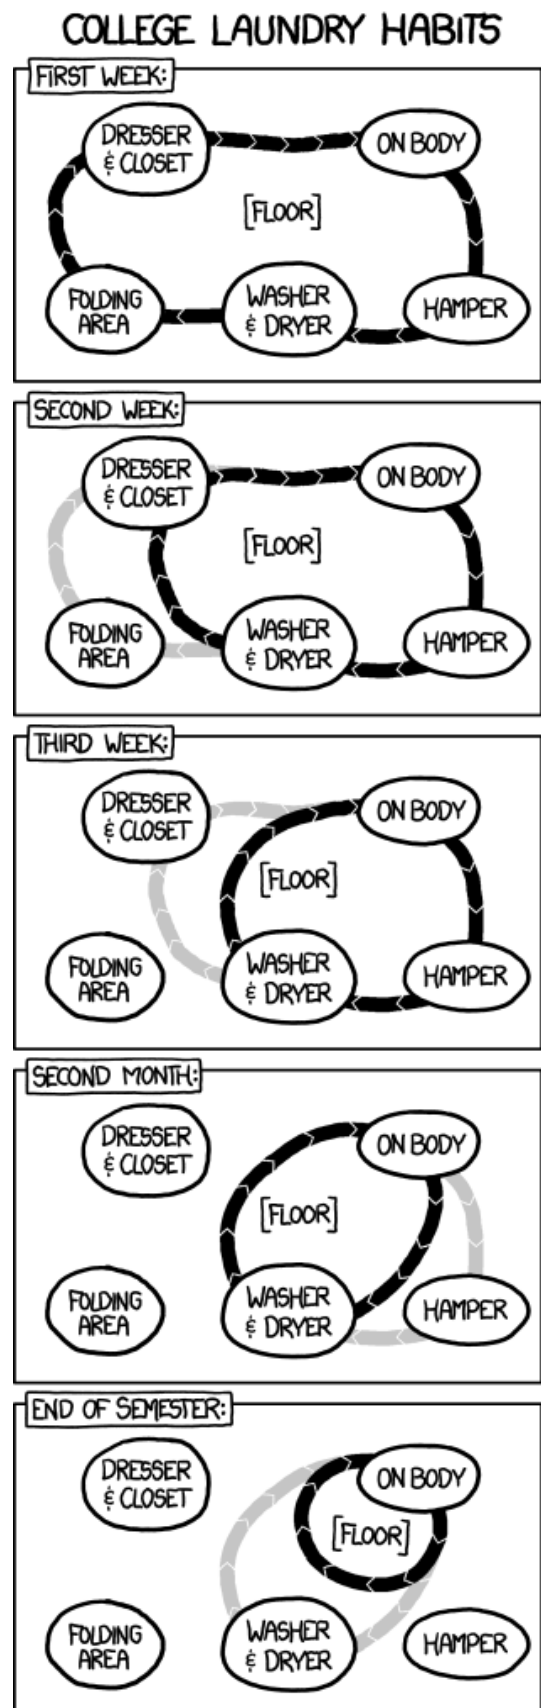 COLLEGE LAUNDRY HABITS
FIRST WEEK:
DRESSER
& CLOSET
ON BODY
[FLOOR]
FOLDING
AREA
WASHER
& DRYER
HAMPER
SECOND WEEK:
DRESSER
& CLOSET
ON BODY
[FLOOR]
FOLDING
AREA
WASHER
& DRYER
HAMPER
THIRD WEEK:
DRESSER
& CLOSET
ON BODY
[FLOOR]
FOLDING
AREA
WASHER
& DRYER
HAMPER
SECOND MONTH:
DRESSER
& CLOSET
ON BODY
[FLOOR]
FOLDING
AREA
WASHER
& DRYER
HAMPER
END OF SEMESTER:
DRESSER
& CLOSET
ON BODY
[FLOOR]
FOLDING
AREA
WASHER
& DRYER
HAMPER